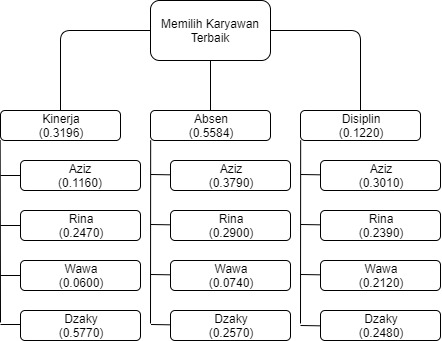 Memilih Karyawan
Terbaik
Kinerja
(0.3196)
Absen
(0.5584)
Disiplin
(0.1220)
Aziz
(0.1160)
Aziz
(0.3790)
Aziz
(0.3010)
Rina
(0.2470)
Rina
(0.2900)
Rina
(0.2390)
Wawa
(0.0600)
Wawa
(0.0740)
Wawa
(0.2120)
Dzaky
(0.5770)
Dzaky
(0.2570)
Dzaky
(0.2480)